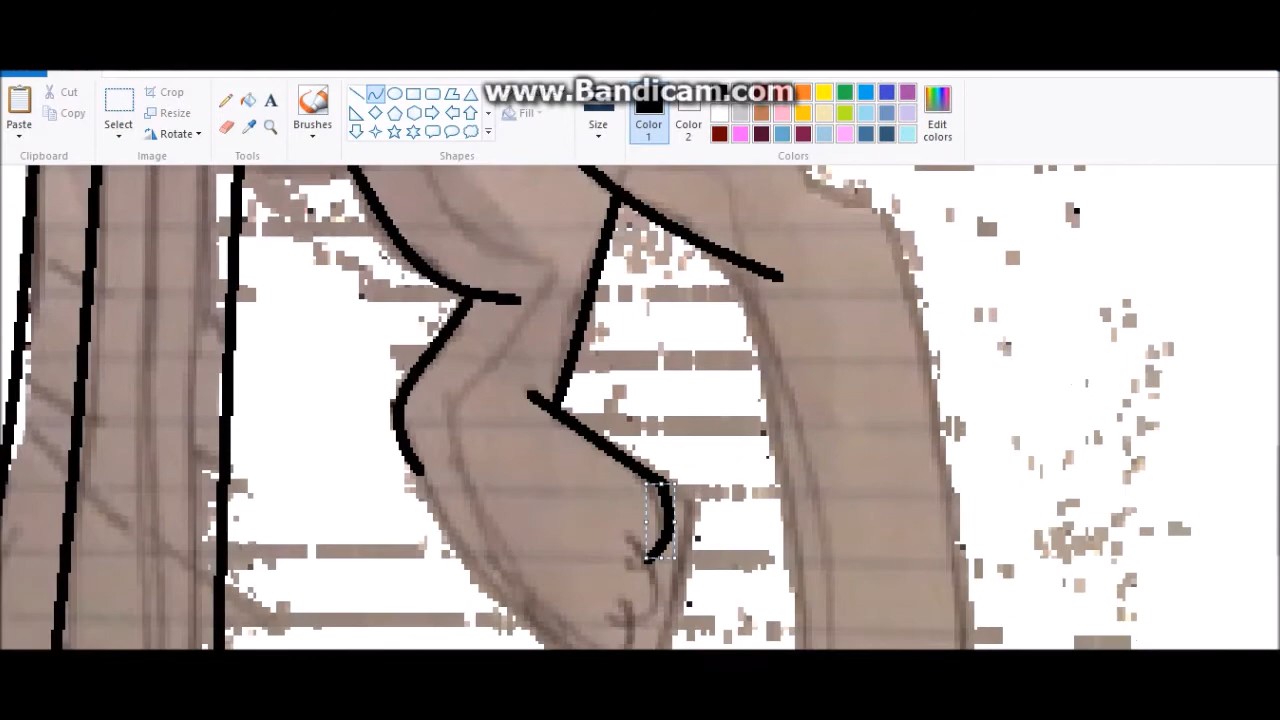 www.Bandicam.com
Cut
Crop
Copy
Resize
Paste
Select
Rotate
A
Brushes
Fill
Size
Color
1
Color
2
Edit
colors
Clipboard
Image
Tools
Shapes
Colors